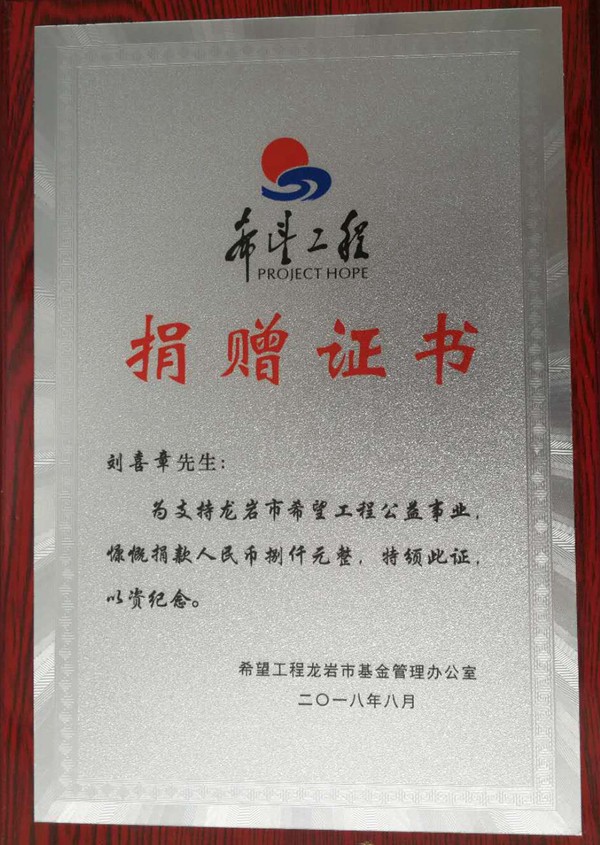 希望工程
PROJECT HOPE
捐赠证书
刘喜章先生：
为支持龙岩市希望工程公益事业，
慷慨捐款人民币捌仟元整，特颁此证，
以资纪念。
希望工程龙岩市基金管理办公室
二〇一八年八月